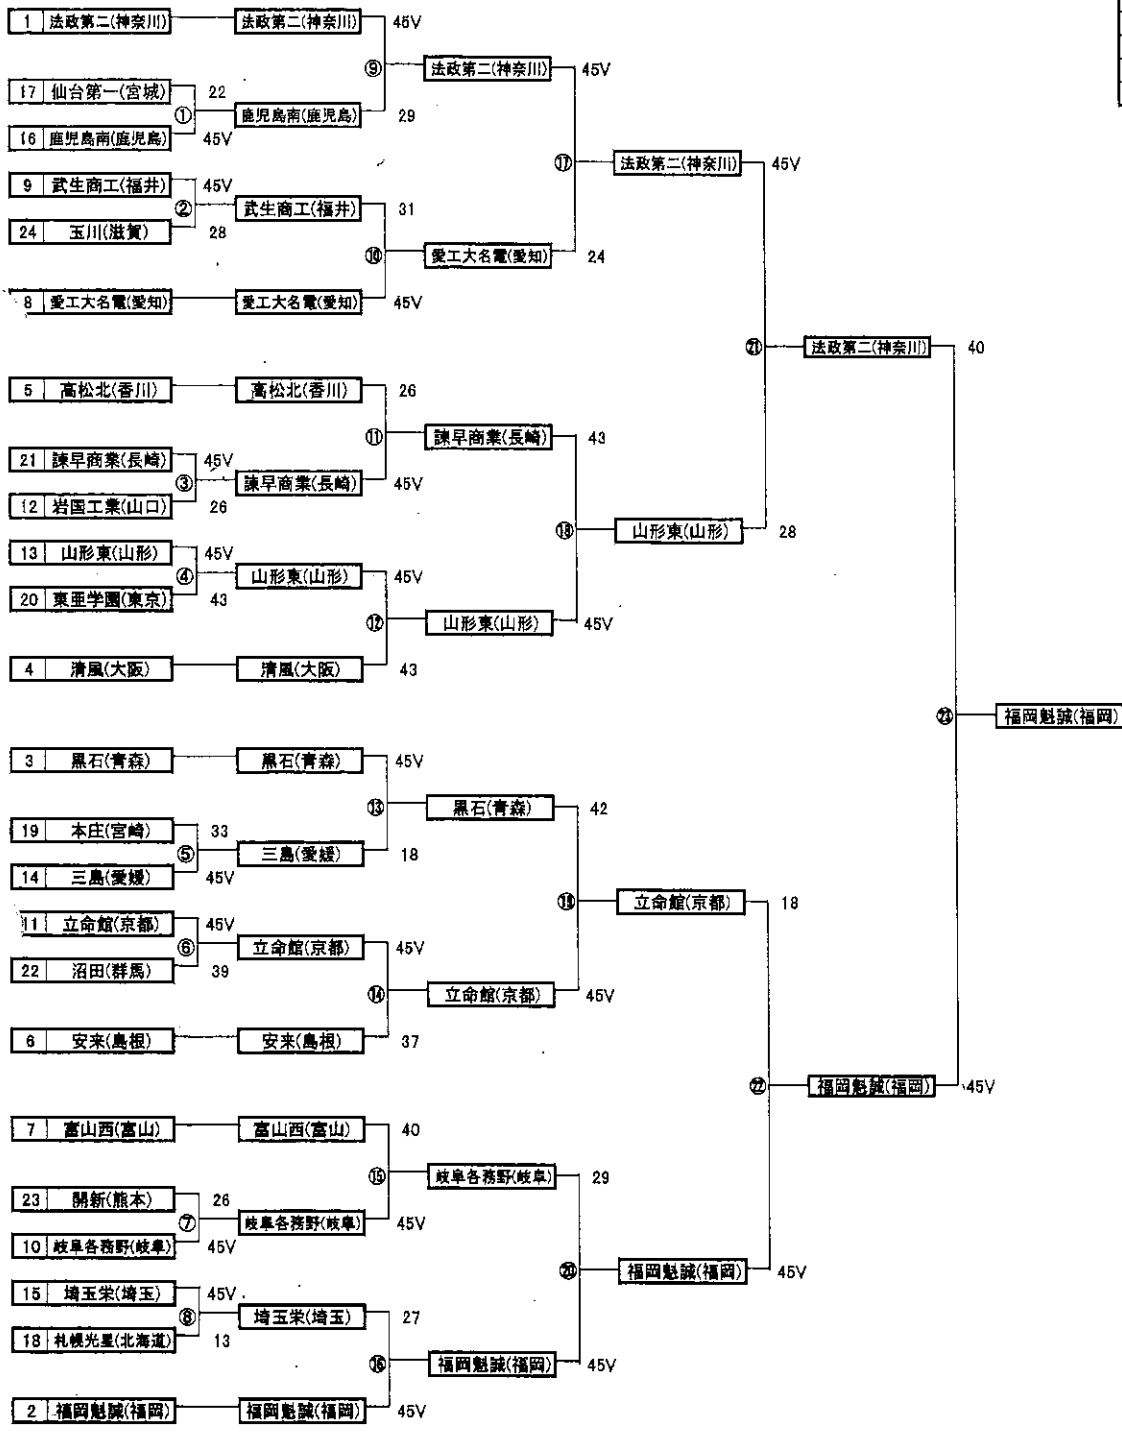 1 法政第二(神奈川) 法政第二(神奈川) 45V
⑨ 法政第二(神奈川) 45V
17 仙台第一(宮城) 22
① 鹿児島南(鹿児島) 29
16 鹿児島南(鹿児島) 45V
⑰ 法政第二(神奈川) 45V
9 武生商工(福井) 45V
② 武生商工(福井) 31
24 玉川(滋賀) 28
⑩ 愛工大名電(愛知) 24
8 愛工大名電(愛知) 愛工大名電(愛知) 45V
㉑ 法政第二(神奈川) 40
5 高松北(香川) 高松北(香川) 26
⑪ 諫早商業(長崎) 43
21 諫早商業(長崎) 45V
③ 諫早商業(長崎) 45V
12 岩国工業(山口) 26
⑱ 山形東(山形) 28
13 山形東(山形) 45V
④ 山形東(山形) 45V
20 東亜学園(東京) 43
⑫ 山形東(山形) 45V
4 清風(大阪) 清風(大阪) 43
㉓ 福岡魁誠(福岡)
3 黒石(青森) 黒石(青森) 45V
⑬ 黒石(青森) 42
19 本庄(宮崎) 33
⑤ 三島(愛媛) 18
14 三島(愛媛) 45V
⑲ 立命館(京都) 18
11 立命館(京都) 45V
⑥ 立命館(京都) 45V
22 沼田(群馬) 39
⑭ 立命館(京都) 45V
6 安来(島根) 安来(島根) 37
㉒ 福岡魁誠(福岡) 45V
7 富山西(富山) 富山西(富山) 40
⑮ 岐阜各務野(岐阜) 29
23 開新(熊本) 26
⑦ 岐阜各務野(岐阜) 45V
10 岐阜各務野(岐阜) 45V
⑳ 福岡魁誠(福岡) 45V
15 埼玉栄(埼玉) 45V
⑧ 埼玉栄(埼玉) 27
18 札幌光星(北海道) 13
⑯ 福岡魁誠(福岡) 45V
2 福岡魁誠(福岡) 福岡魁誠(福岡) 45V